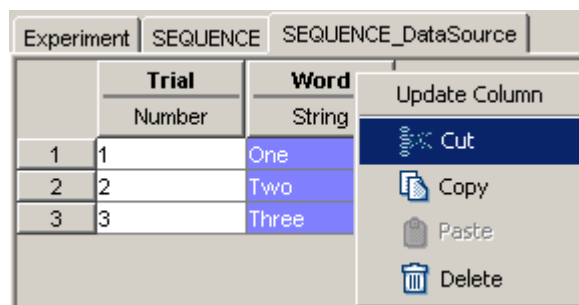 Experiment SEQUENCE SEQUENCE_DataSource
Trial Word
Number String
1 1 One
2 2 Two
3 3 Three
Update Column
Cut
Copy
Paste
Delete